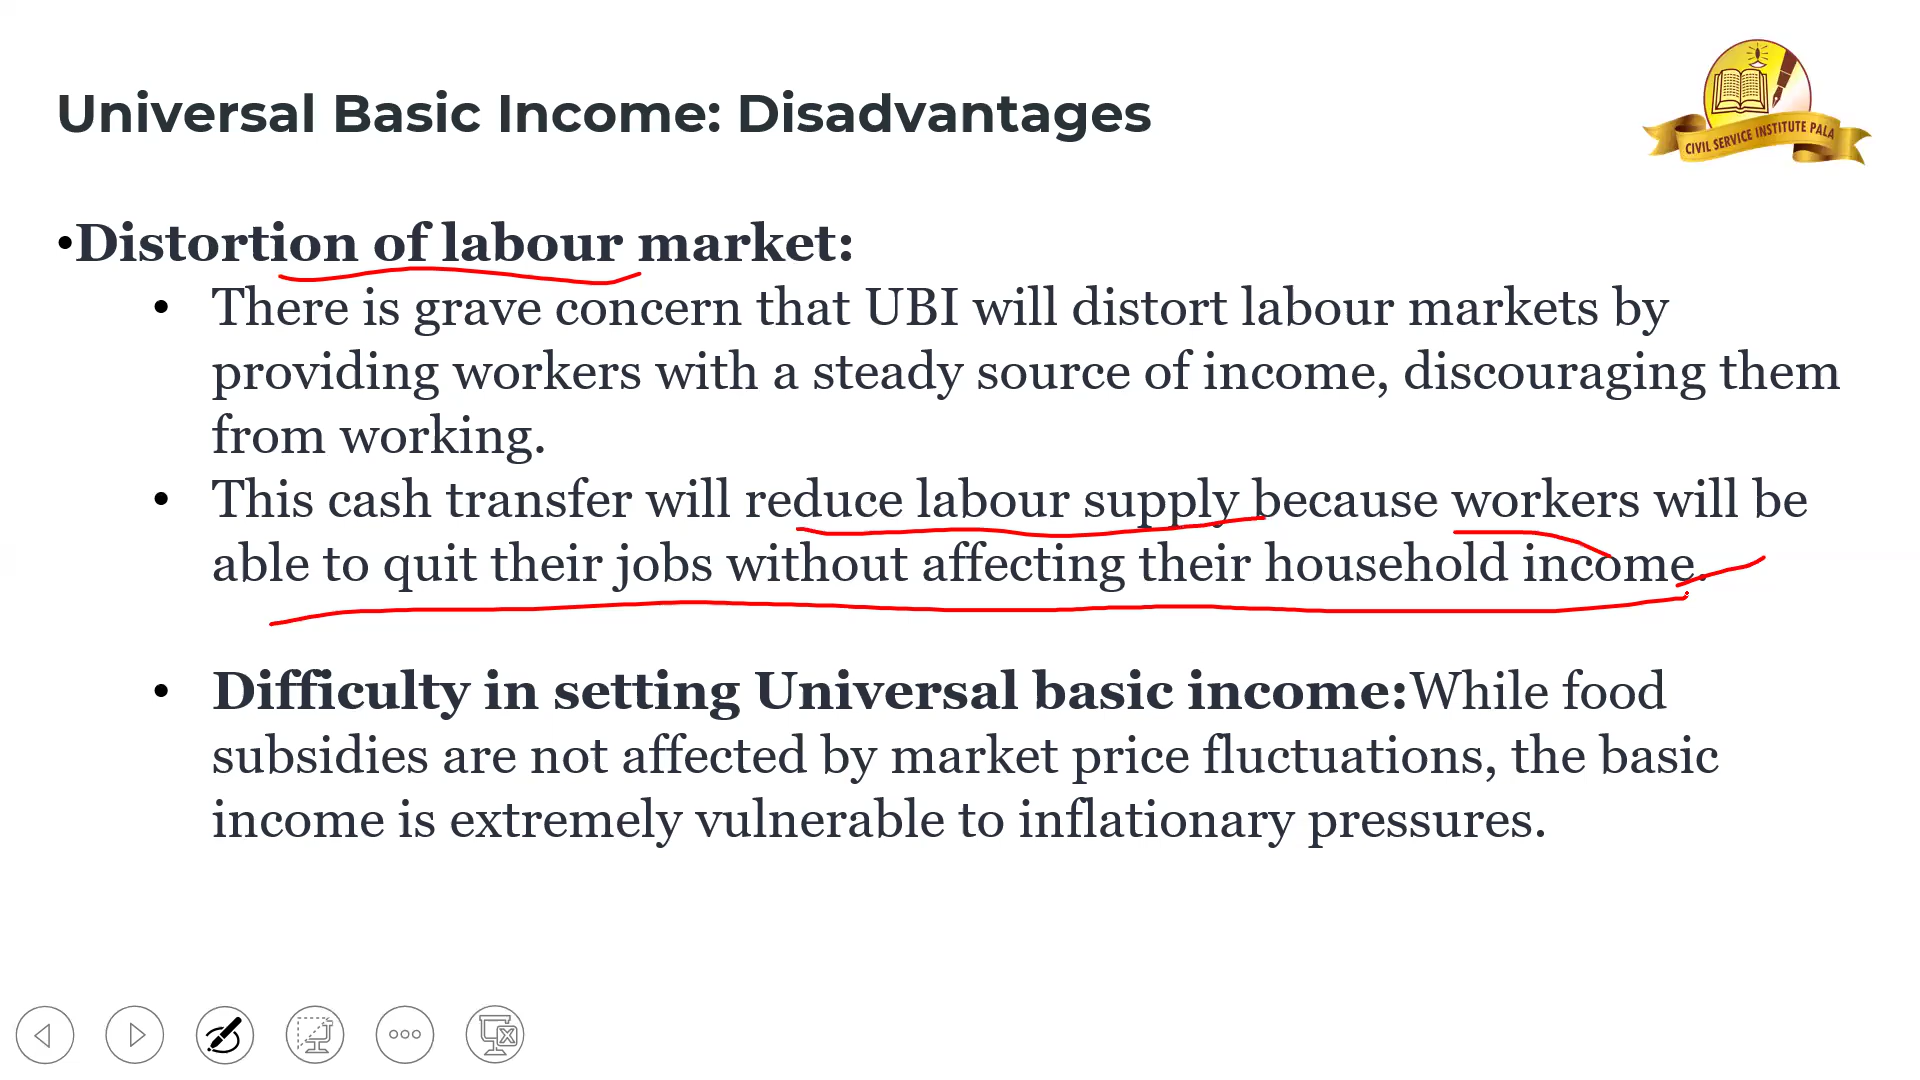 Universal Basic Income: Disadvantages
CIVIL SERVICE INSTITUTE PALA
•Distortion of labour market:
• There is grave concern that UBI will distort labour markets by
providing workers with a steady source of income, discouraging them
from working.
• This cash transfer will reduce labour supply because workers will be
able to quit their jobs without affecting their household income.
• Difficulty in setting Universal basic income:While food
subsidies are not affected by market price fluctuations, the basic
income is extremely vulnerable to inflationary pressures.